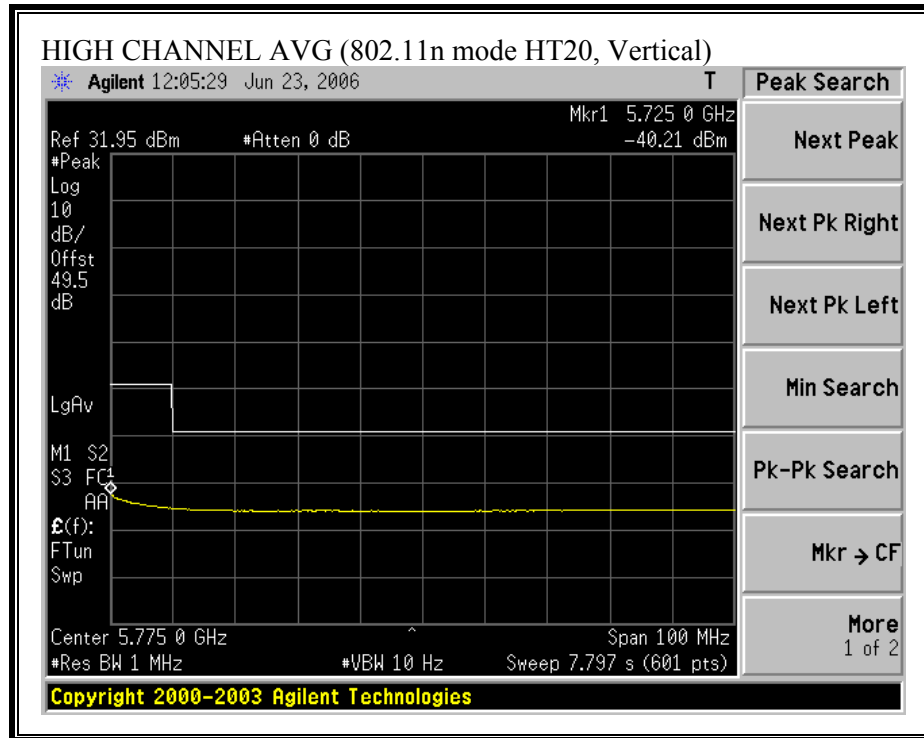 HIGH CHANNEL AVG (802.11n mode HT20, Vertical)
Agilent 12:05:29 Jun 23, 2006 T
Peak Search
Mkr1 5.725 0 GHz
Ref 31.95 dBm #Atten 0 dB -40.21 dBm
#Peak
Log
10
dB/
Offst
49.5
dB
LgAv
M1 S2
S3 FC
AA
£(f):
FTun
Swp
1
Center 5.775 0 GHz ^ Span 100 MHz
#Res BW 1 MHz #VBW 10 Hz Sweep 7.797 s (601 pts)
Next Peak
Next Pk Right
Next Pk Left
Min Search
Pk-Pk Search
Mkr → CF
More
1 of 2
Copyright 2000-2003 Agilent Technologies